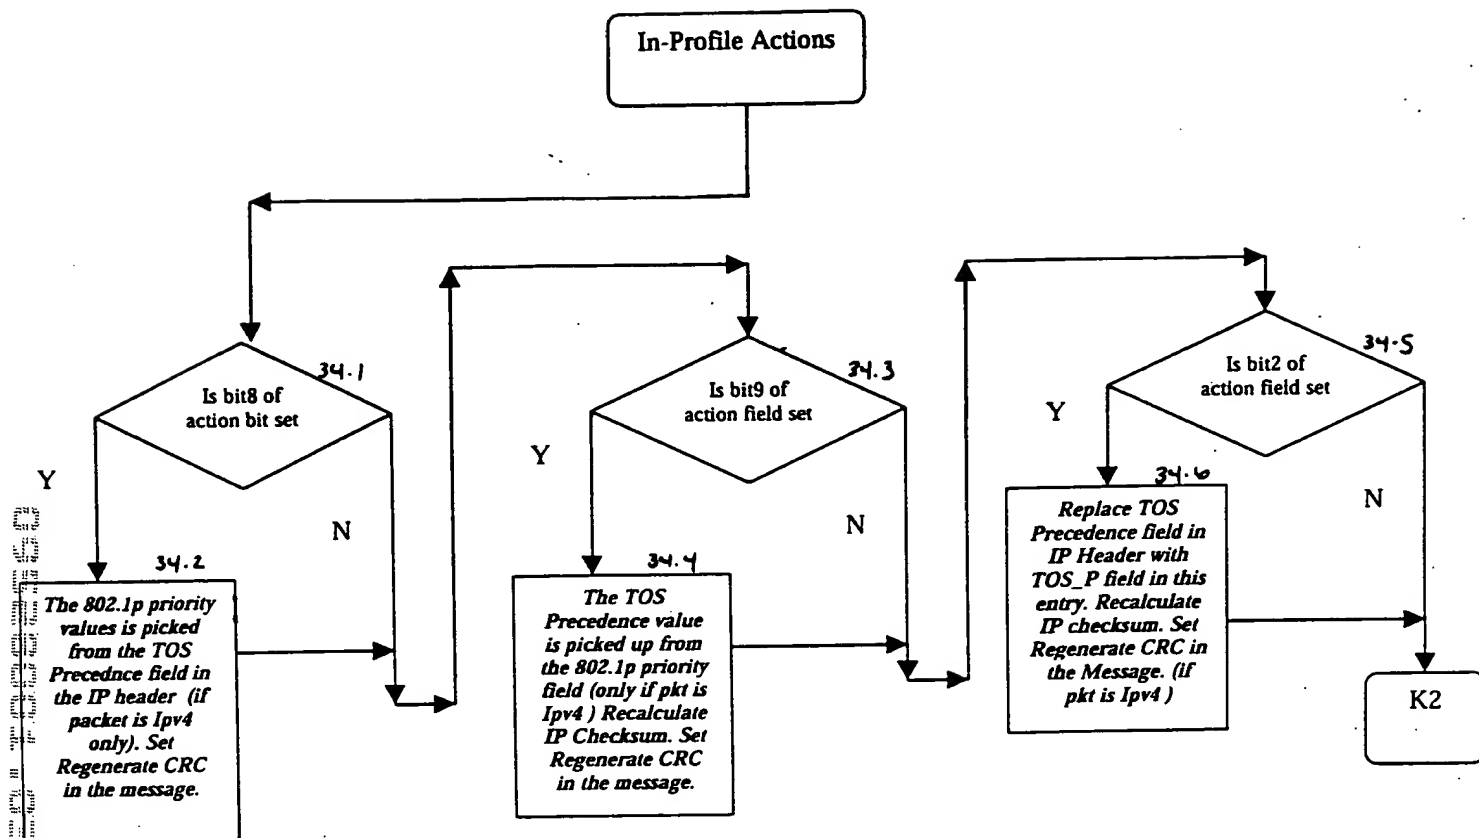 In-Profile Actions
34.1
Is bit8 of
action bit set
Y
N
34.2
The 802.1p priority
values is picked
from the TOS
Precednce field in
the IP header (if
packet is Ipv4
only). Set
Regenerate CRC
in the message.
34.3
Is bit9 of
action field set
Y
N
34.4
The TOS
Precedence value
is picked up from
the 802.1p priority
field (only if pkt is
Ipv4 ) Recalculate
IP Checksum. Set
Regenerate CRC
in the message.
34.5
Is bit2 of
action field set
Y
N
34.6
Replace TOS
Precedence field in
IP Header with
TOS_P field in this
entry. Recalculate
IP checksum. Set
Regenerate CRC in
the Message. (if
pkt is Ipv4 )
K2